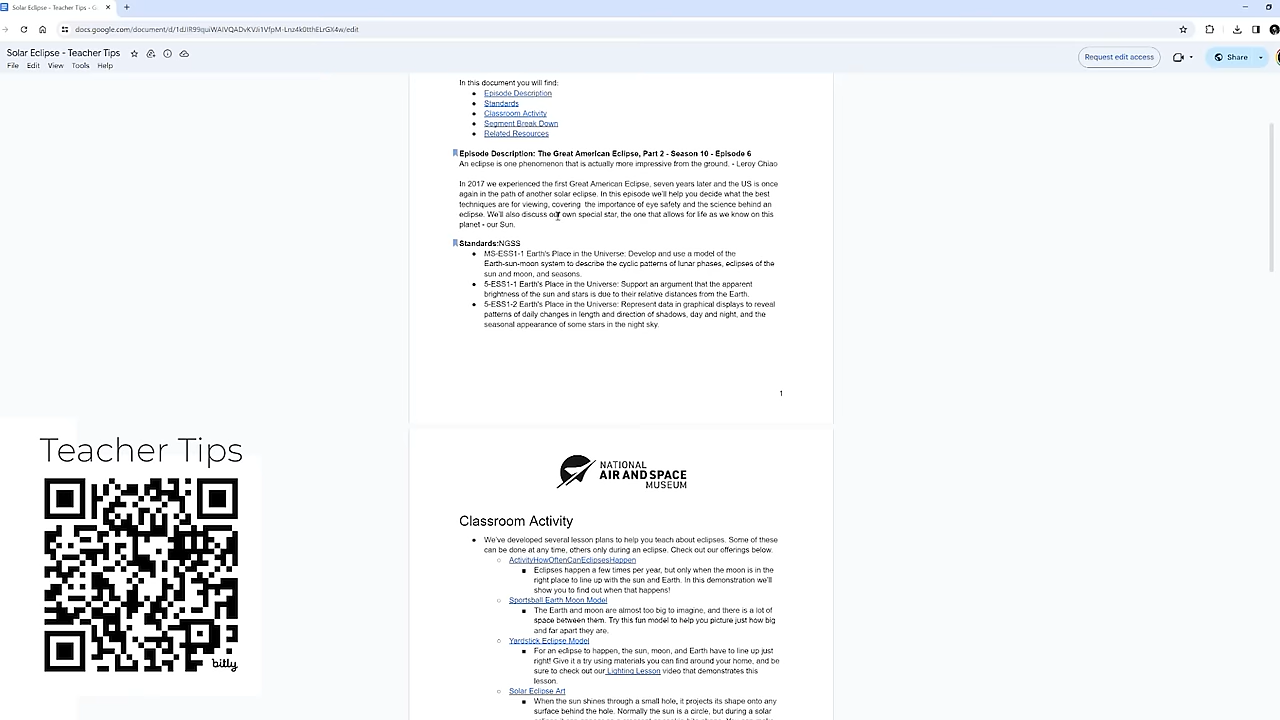 Solar Eclipse - Teacher Tips - G
docs.google.com/document/d/
Solar Eclipse - Teacher Tips
File Edit View Tools Help
Request edit access
Share
In this document you will find:
● Episode Description
● Standards
● Classroom Activity
● Segment Break Down
● Related Resources
Episode Description: The Great American Eclipse, Part 2 - Season 10 - Episode 6
An eclipse is one phenomenon that is actually more impressive from the ground. - Leroy Chiao
In 2017 we experienced the first Great American Eclipse, seven years later and the US is once
again in the path of another solar eclipse. In this episode we'll help you decide what the best
techniques are for viewing, covering the importance of eye safety and the science behind an
eclipse. We'll also discuss our own special star, the one that allows for life as we know on this
planet - our Sun.
Standards:NGSS
● MS-ESS1-1 Earth's Place in the Universe: Develop and use a model of the
Earth-sun-moon system to describe the cyclic patterns of lunar phases, eclipses of the
sun and moon, and seasons.
● 5-ESS1-1 Earth's Place in the Universe: Support an argument that the apparent
brightness of the sun and stars is due to their relative distances from the Earth.
● 5-ESS1-2 Earth's Place in the Universe: Represent data in graphical displays to reveal
patterns of daily changes in length and direction of shadows, day and night, and the
seasonal appearance of some stars in the night sky.
1
Teacher Tips
bitly
NATIONAL
AIR AND SPACE
MUSEUM
Classroom Activity
● We've developed several lesson plans to help you teach about eclipses. Some of these
can be done at any time, others only during an eclipse. Check out our offerings below.
○ ActivityHowOftenCanEclipsesHappen
■ Eclipses happen a few times per year, but only when the moon is in the
right place to line up with the sun and Earth. In this demonstration we'll
show you to find out when that happens!
○ Sportsball Earth Moon Model
■ The Earth and moon are almost too big to imagine, and there is a lot of
space between them. Try this fun model to help you picture just how big
and far apart they are.
○ Yardstick Eclipse Model
■ For an eclipse to happen, the sun, moon, and Earth have to line up just
right! Give it a try using materials you can find around your home, and be
sure to check out our Lighting Lesson video that demonstrates this
lesson.
○ Solar Eclipse Art
■ When the sun shines through a small hole, it projects its shape onto any
surface behind the hole. Normally the sun is a circle, but during a solar